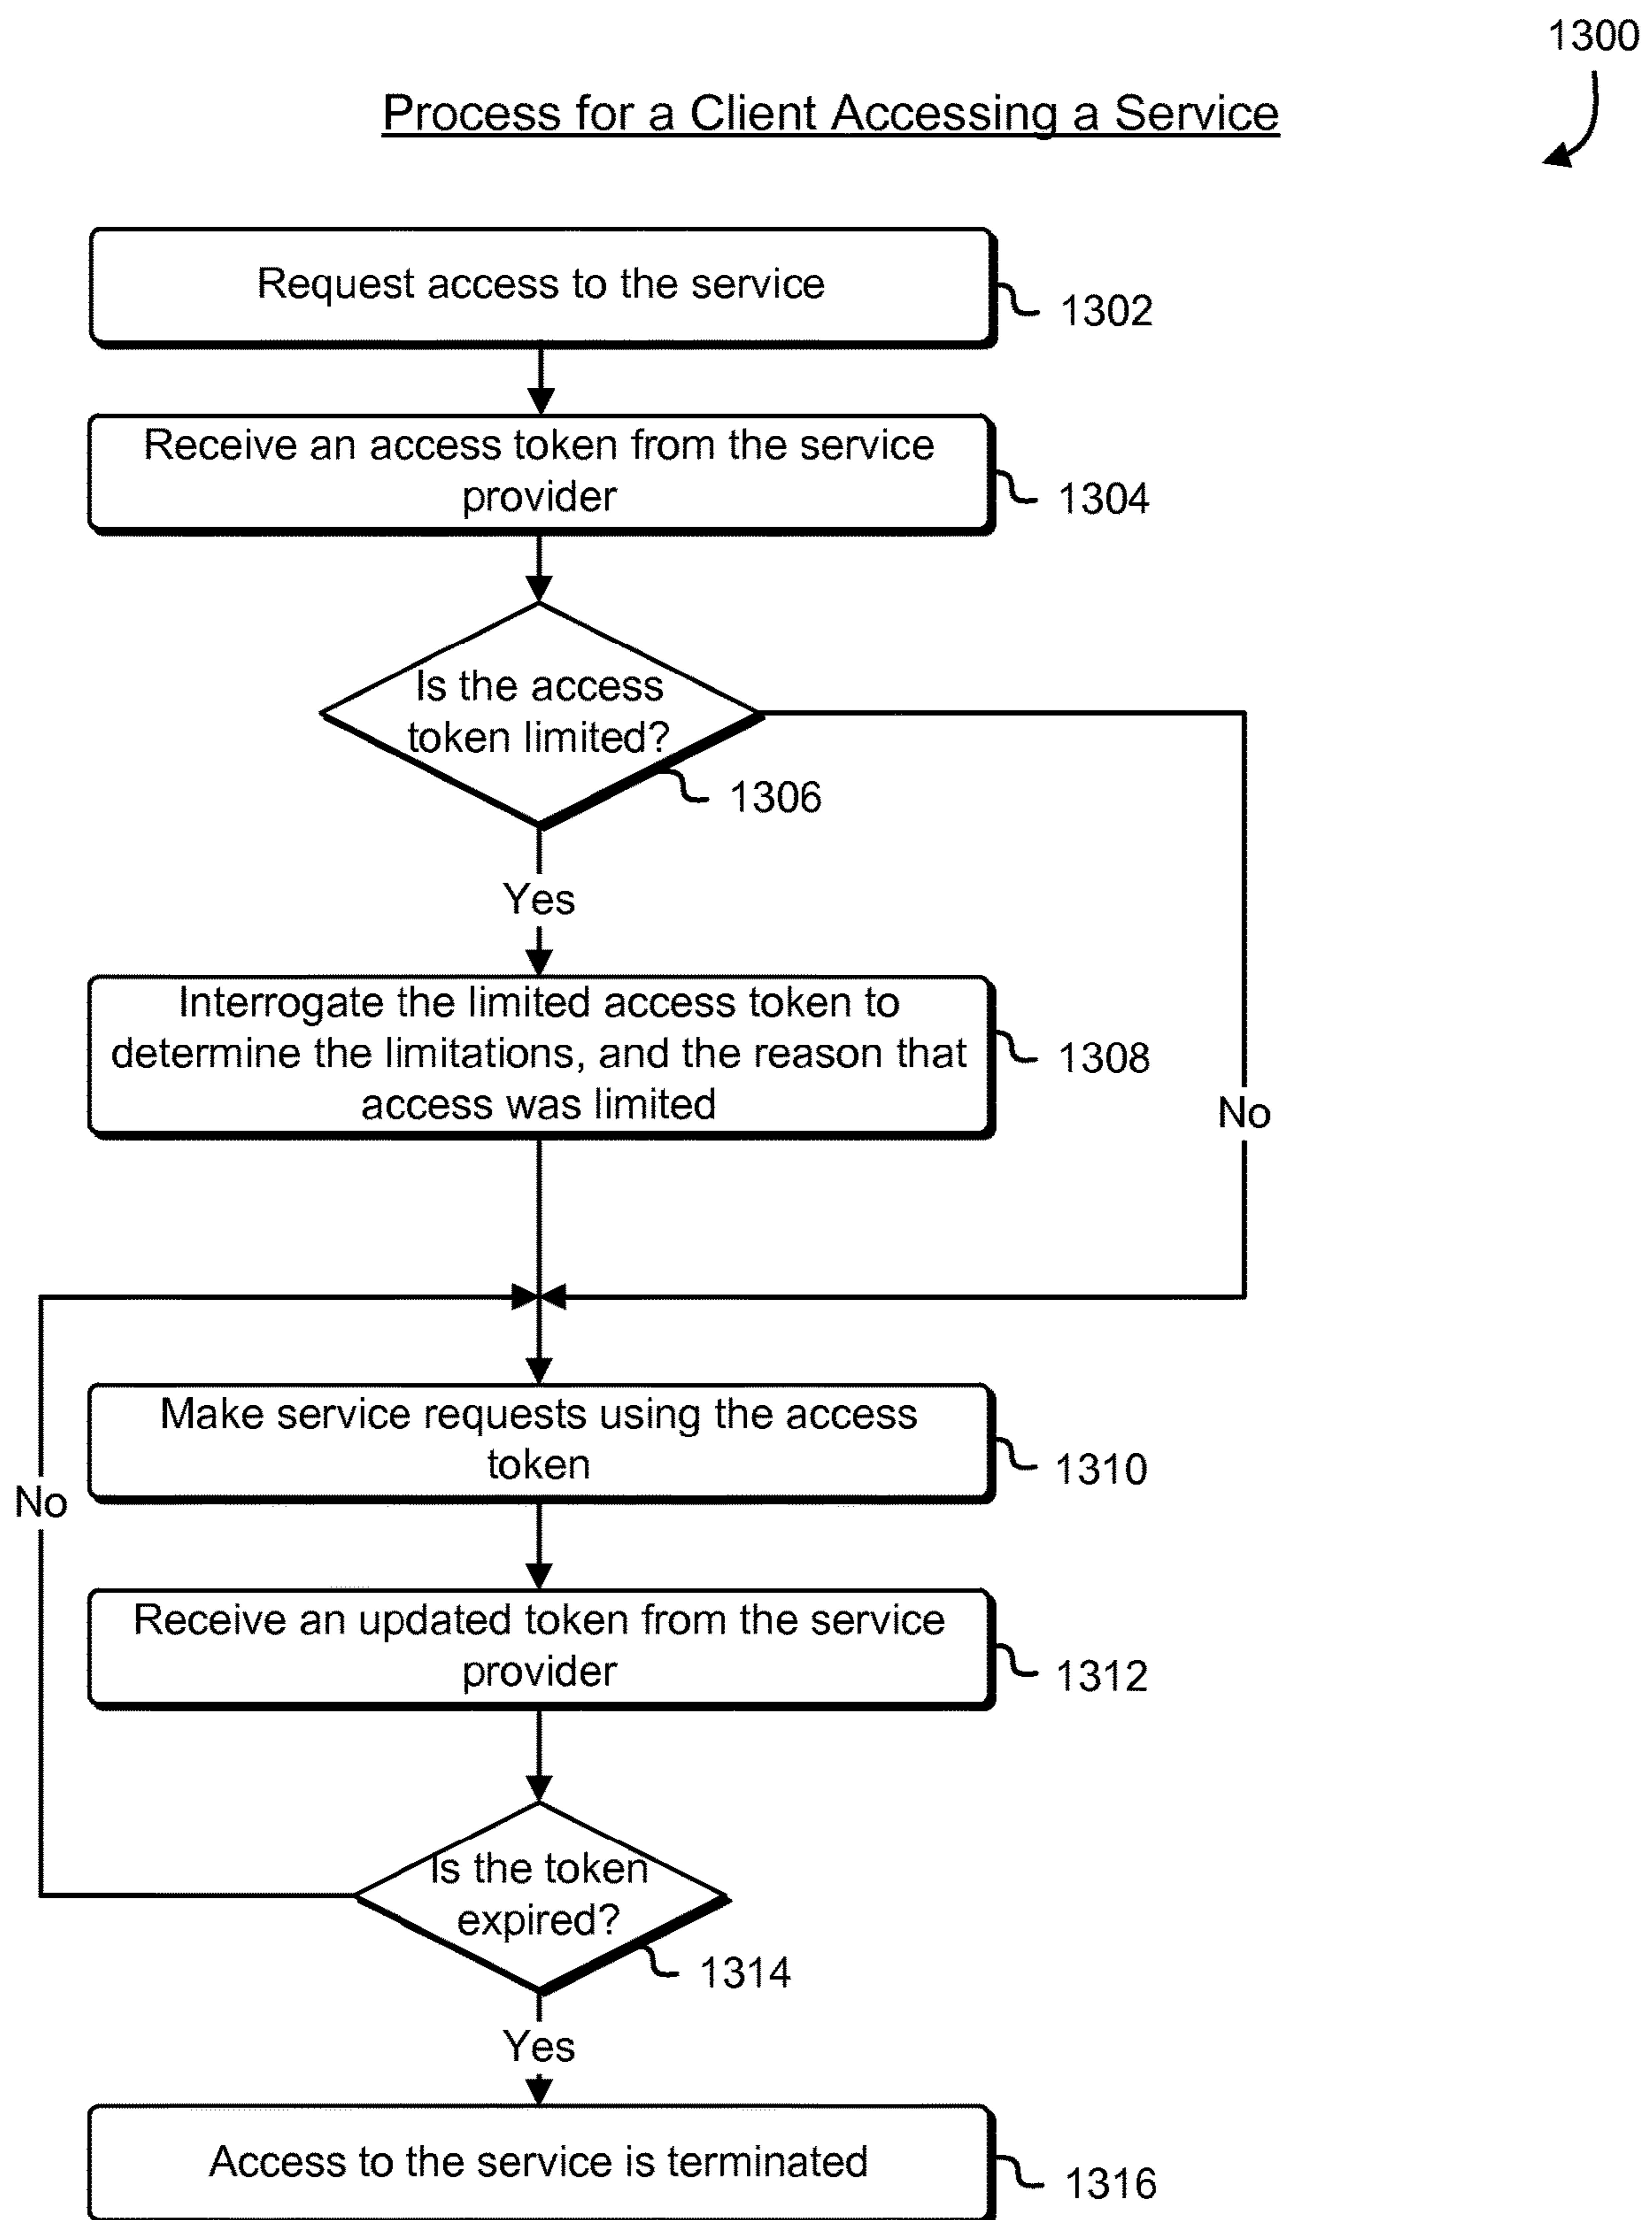 1300
Process for a Client Accessing a Service
Request access to the service
1302
Receive an access token from the service
provider
1304
Is the access
token limited?
1306
Yes
Interrogate the limited access token to
determine the limitations, and the reason that
access was limited
1308
No
Make service requests using the access
token
1310
No
Receive an updated token from the service
provider
1312
Is the token
expired?
1314
Yes
Access to the service is terminated
1316